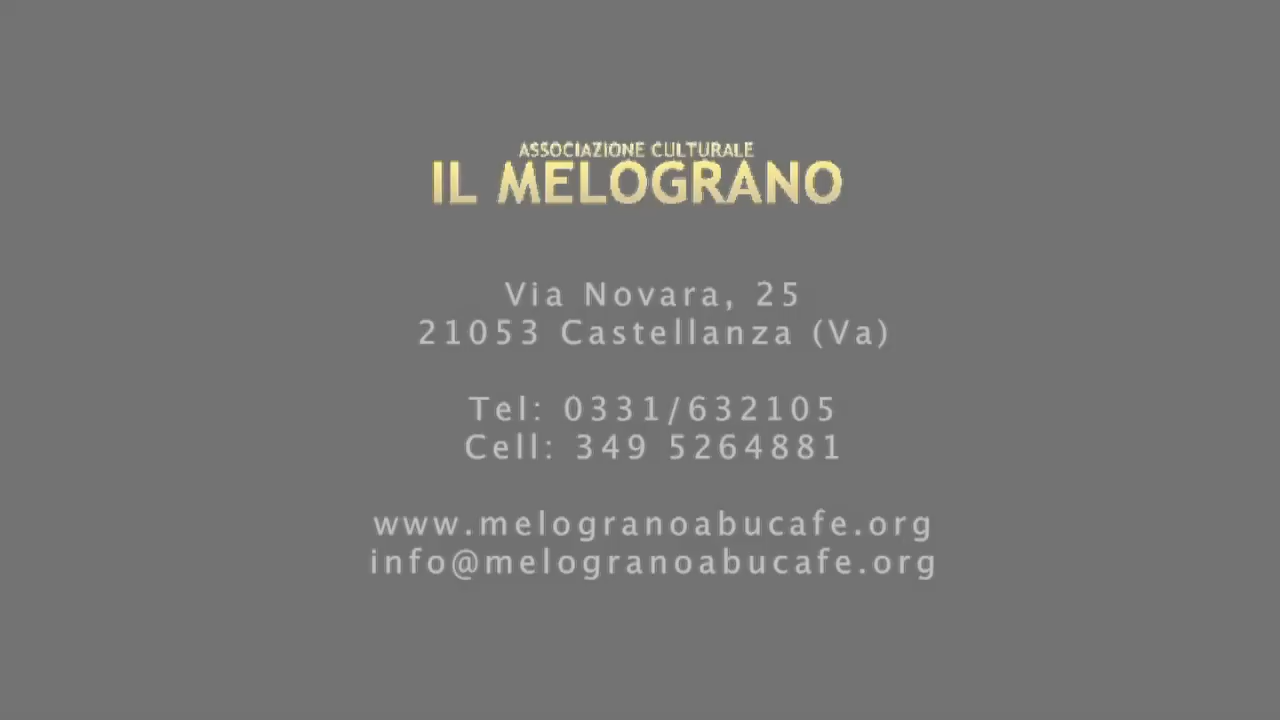 ASSOCIAZIONE CULTURALE
IL MELOGRANO
Via Novara, 25
21053 Castellanza (Va)
Tel: 0331/632105
Cell: 349 5264881
www.melogranoabucafe.org
info@melogranoabucafe.org